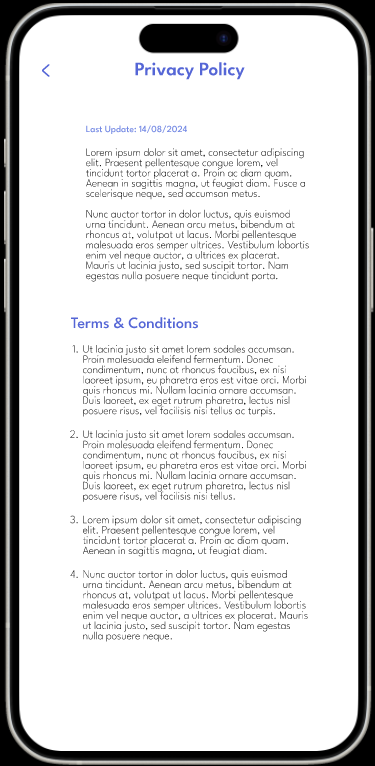 Privacy Policy
Last Update: 14/08/2024
Lorem ipsum dolor sit amet, consectetur adipiscing
elit. Praesent pellentesque congue lorem, vel
tincidunt tortor placerat a. Proin ac diam quam.
Aenean in sagittis magna, ut feugiat diam. Fusce a
scelerisque neque, sed accumsan metus.
Nunc auctor tortor in dolor luctus, quis euismod
urna tincidunt. Aenean arcu metus, bibendum at
rhoncus at, volutpat ut lacus. Morbi pellentesque
malesuada eros semper ultrices. Vestibulum lobortis
enim vel neque auctor, a ultrices ex placerat.
Mauris ut lacinia justo, sed suscipit tortor. Nam
egestas nulla posuere neque tincidunt porta.
Terms & Conditions
1. Ut lacinia justo sit amet lorem sodales accumsan.
Proin malesuada eleifend fermentum. Donec
condimentum, nunc at rhoncus faucibus, ex nisi
laoreet ipsum, eu pharetra eros est vitae orci. Morbi
quis rhoncus mi. Nullam lacinia ornare accumsan.
Duis laoreet, ex eget rutrum pharetra, lectus nisl
posuere risus, vel facilisis nisi tellus ac turpis.
2. Ut lacinia justo sit amet lorem sodales accumsan.
Proin malesuada eleifend fermentum. Donec
condimentum, nunc at rhoncus faucibus, ex nisi
laoreet ipsum, eu pharetra eros est vitae orci. Morbi
quis rhoncus mi. Nullam lacinia ornare accumsan.
Duis laoreet, ex eget rutrum pharetra, lectus nisl
posuere risus, vel facilisis nisi tellus.
3. Lorem ipsum dolor sit amet, consectetur adipiscing
elit. Praesent pellentesque congue lorem, vel
tincidunt tortor placerat a. Proin ac diam quam.
Aenean in sagittis magna, ut feugiat diam.
4. Nunc auctor tortor in dolor luctus, quis euismod
urna tincidunt. Aenean arcu metus, bibendum at
rhoncus at, volutpat ut lacus. Morbi pellentesque
malesuada eros semper ultrices. Vestibulum lobortis
enim vel neque auctor, a ultrices ex placerat. Mauris
ut lacinia justo, sed suscipit tortor. Nam egestas
nulla posuere neque.